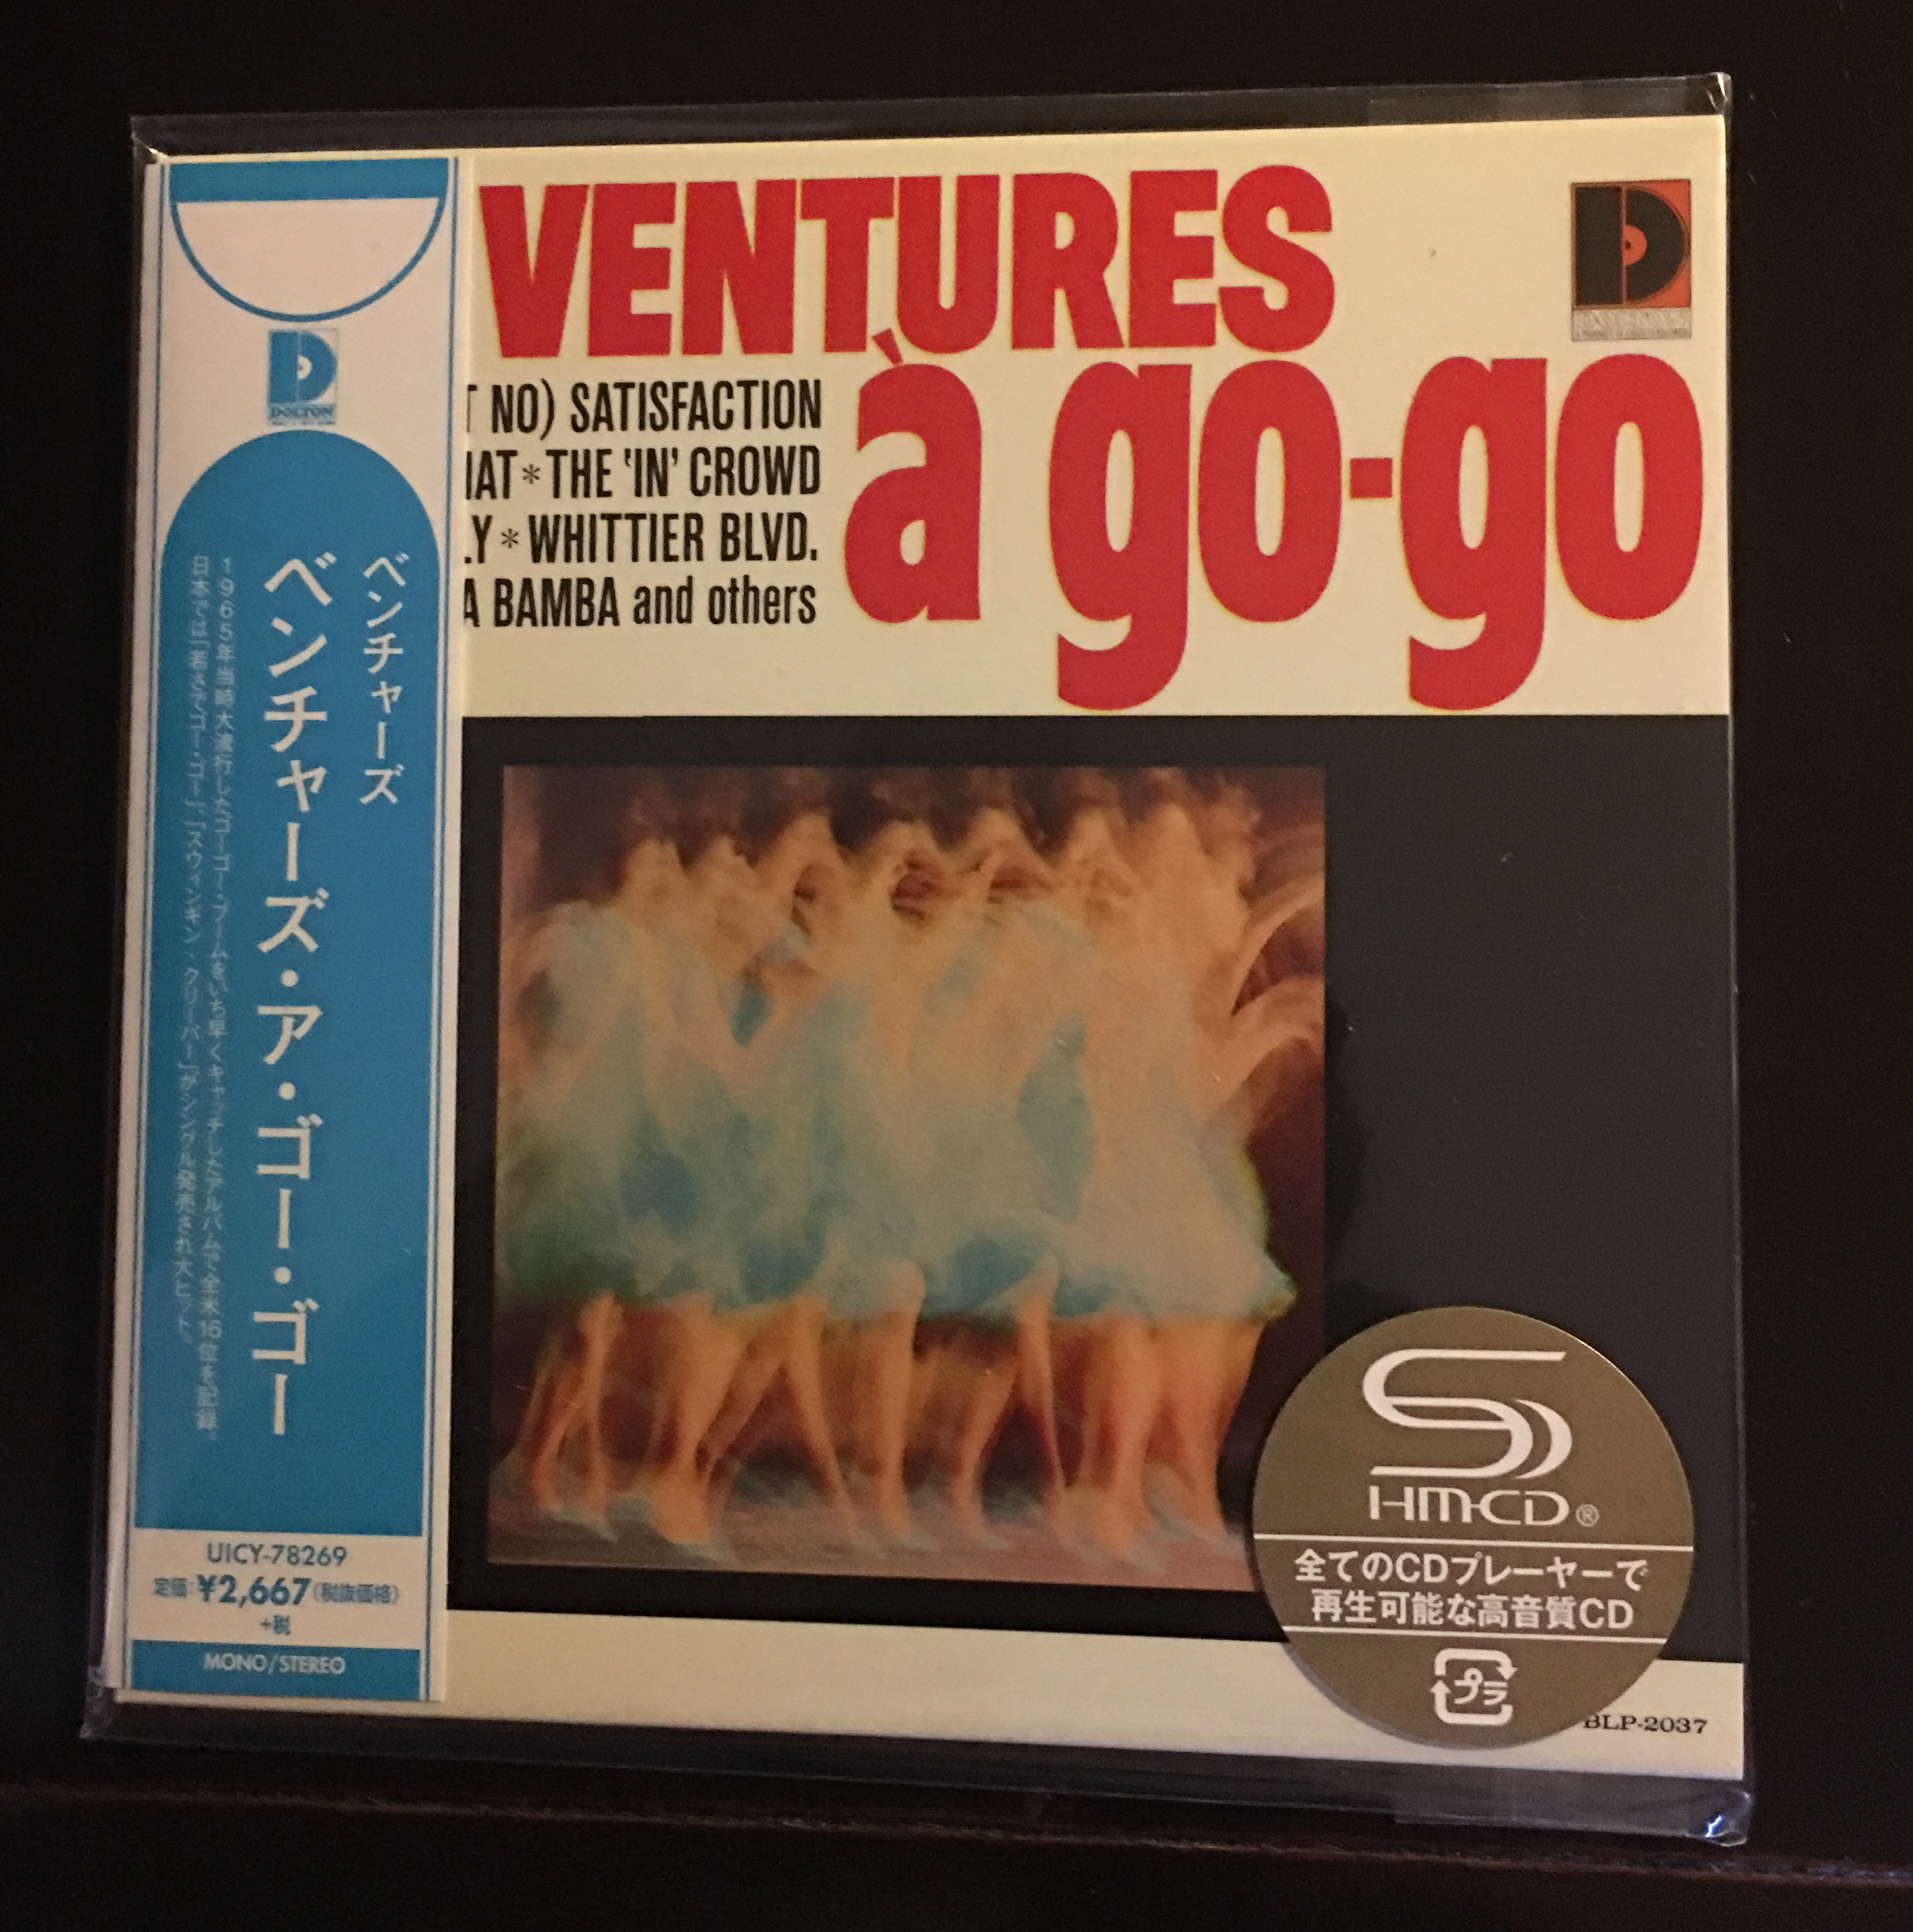 VENTURES
à go-go
T NO) SATISFACTION
HAT * THE 'IN' CROWD
LY * WHITTIER BLVD.
A BAMBA and others
D
DOLTON
ベンチャーズ
ベンチャーズ・ア・ゴー・ゴー
1965年当時大流行したゴーゴー・ブームをいち早くキャッチしたアルバムで全米16位を記録。
日本では「若さでゴー・ゴー」、「スウィンギン・クリーパー」がシングル発売され大ヒット。
UICY-78269
定価:¥2,667(税抜価格)
+税
MONO/STEREO
S
HM-CD®
全てのCDプレーヤーで
再生可能な高音質CD
プラ
BLP-2037